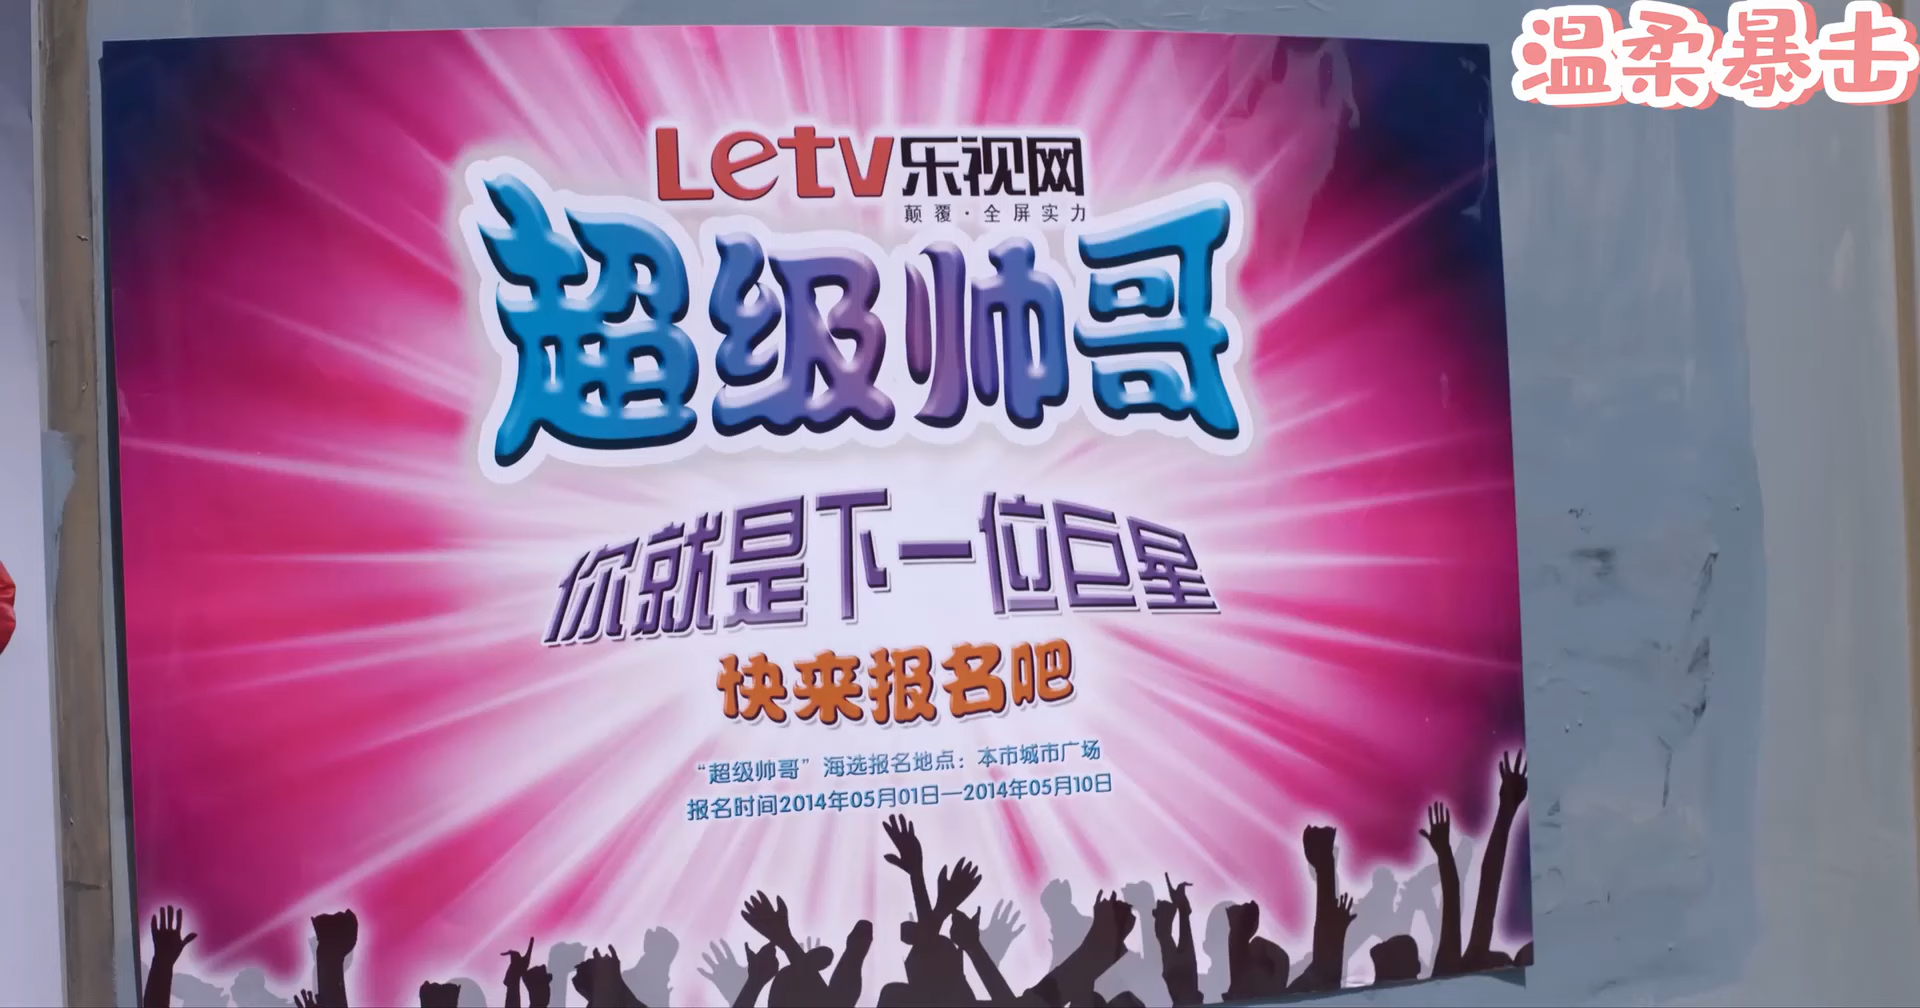 温柔暴击
Letv乐视网
颠覆·全屏实力
超级帅哥
你就是下一位巨星
快来报名吧
“超级帅哥”海选报名地点：本市城市广场
报名时间2014年05月01日—2014年05月10日